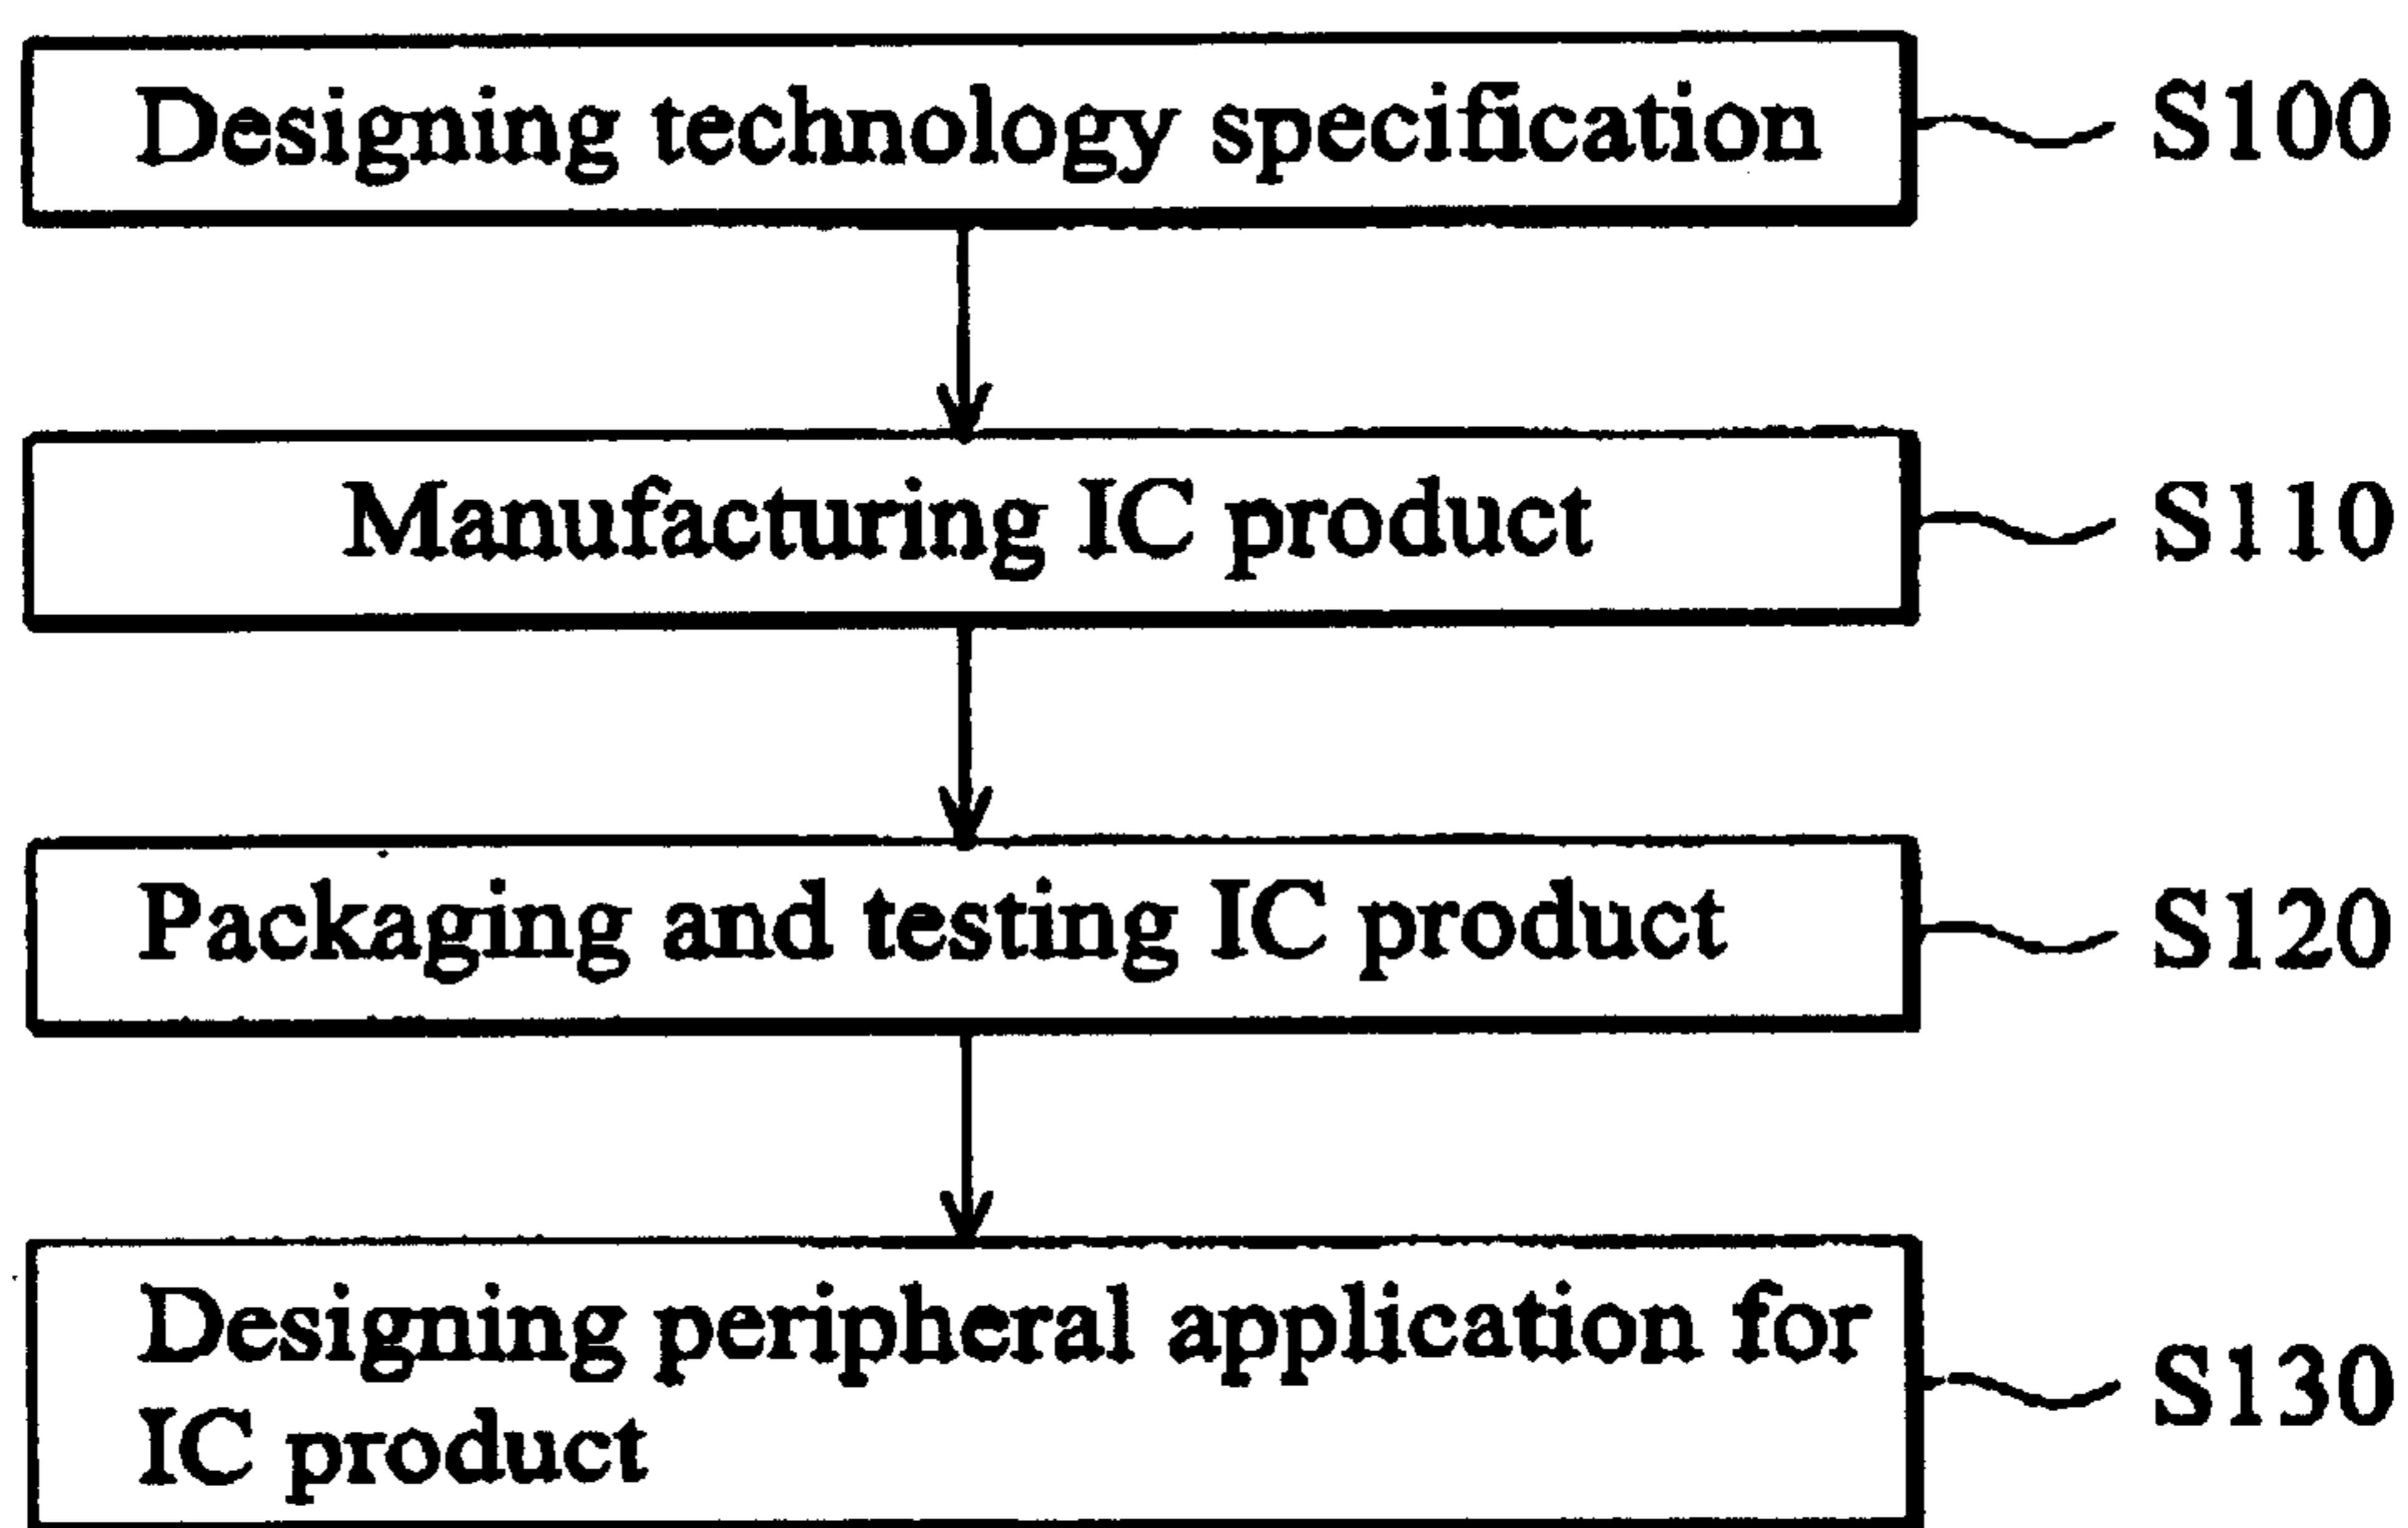 Designing technology specification S100
Manufacturing IC product S110
Packaging and testing IC product S120
Designing peripheral application for
IC product
S130